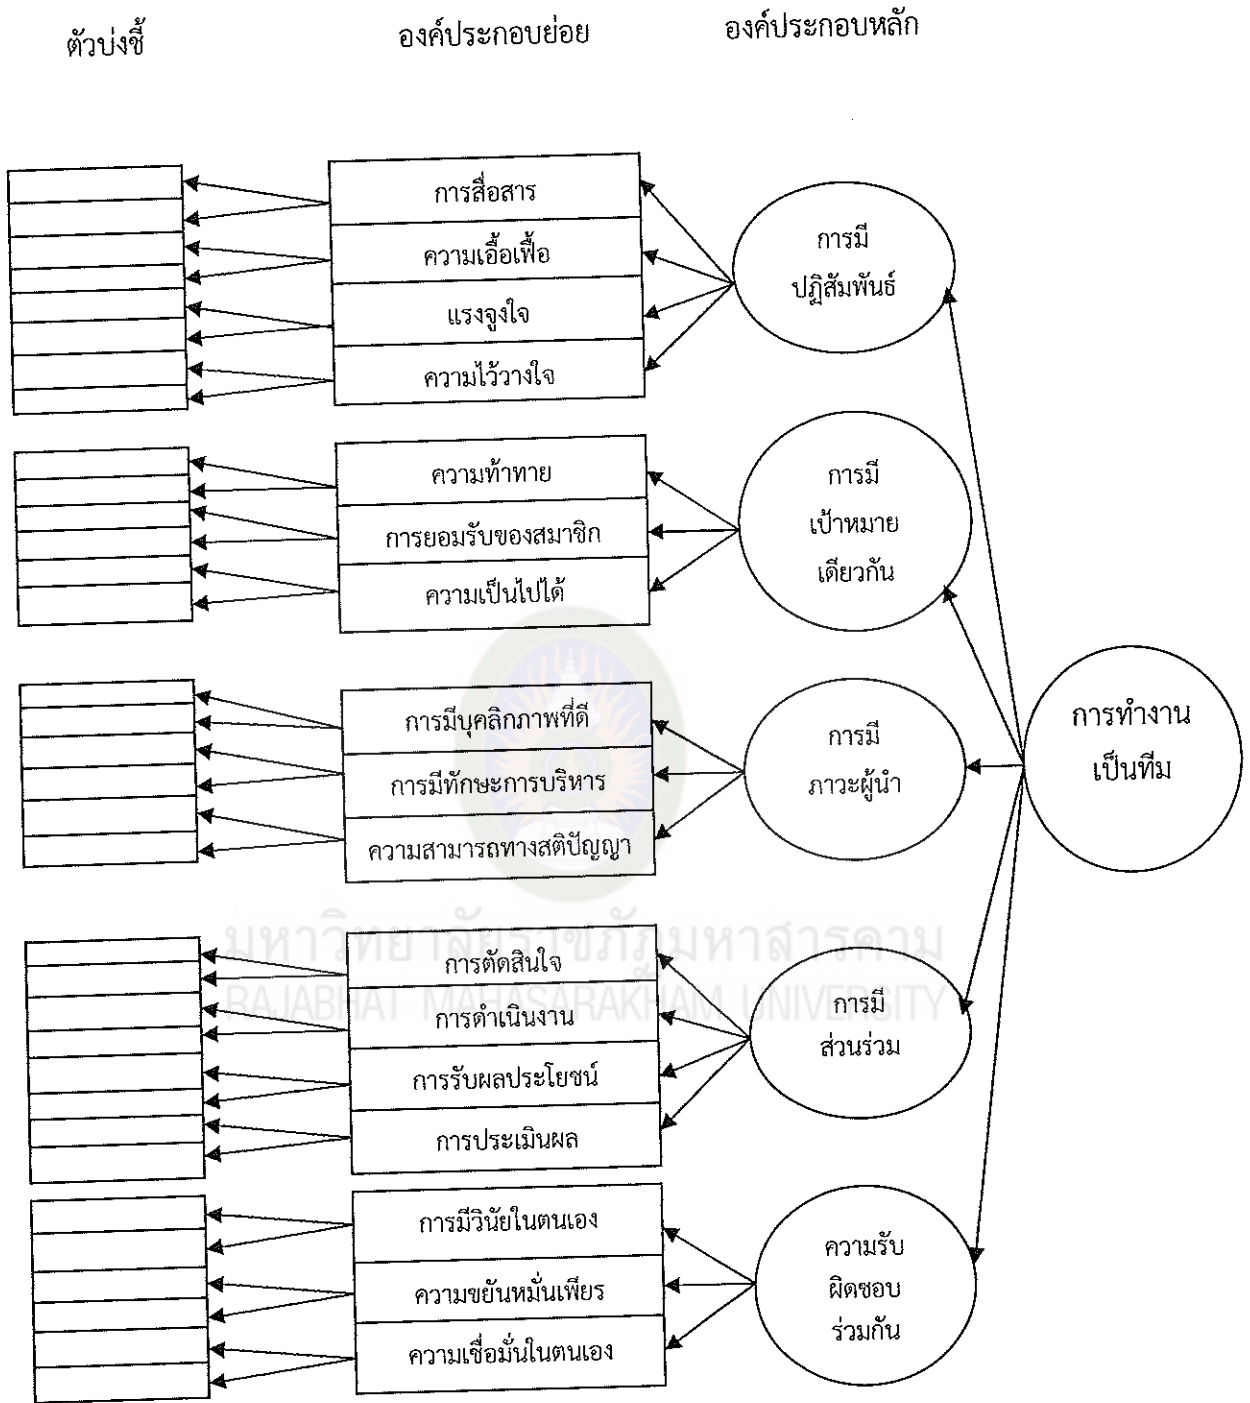 ตัวบ่งชี้
องค์ประกอบย่อย
องค์ประกอบหลัก
การสื่อสาร
ความเอื้อเฟื้อ
แรงจูงใจ
ความไว้วางใจ
การมี
ปฏิสัมพันธ์
ความท้าทาย
การยอมรับของสมาชิก
ความเป็นไปได้
การมี
เป้าหมาย
เดียวกัน
การมีบุคลิกภาพที่ดี
การมีทักษะการบริหาร
ความสามารถทางสติปัญญา
การมี
ภาวะผู้นำ
การทำงาน
เป็นทีม
มหาวิทยาลัยราชภัฏมหาสารคาม
RAJABHAT MAHASARAKHAM UNIVERSITY
การตัดสินใจ
การดำเนินงาน
การรับผลประโยชน์
การประเมินผล
การมี
ส่วนร่วม
การมีวินัยในตนเอง
ความขยันหมั่นเพียร
ความเชื่อมั่นในตนเอง
ความรับ
ผิดชอบ
ร่วมกัน